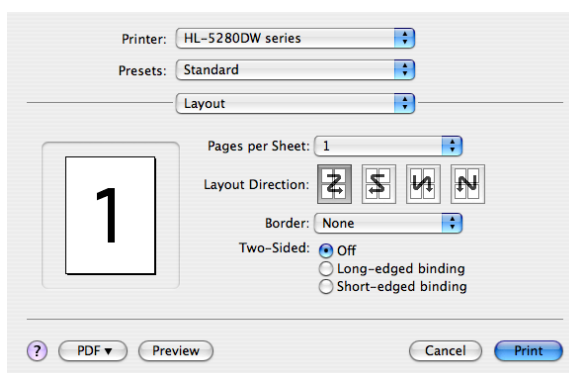 Printer: HL-5280DW series
Presets: Standard
Layout
Pages per Sheet: 1
Layout Direction:
1
Border: None
Two-Sided: Off
Long-edged binding
Short-edged binding
? PDF ▼ Preview Cancel Print